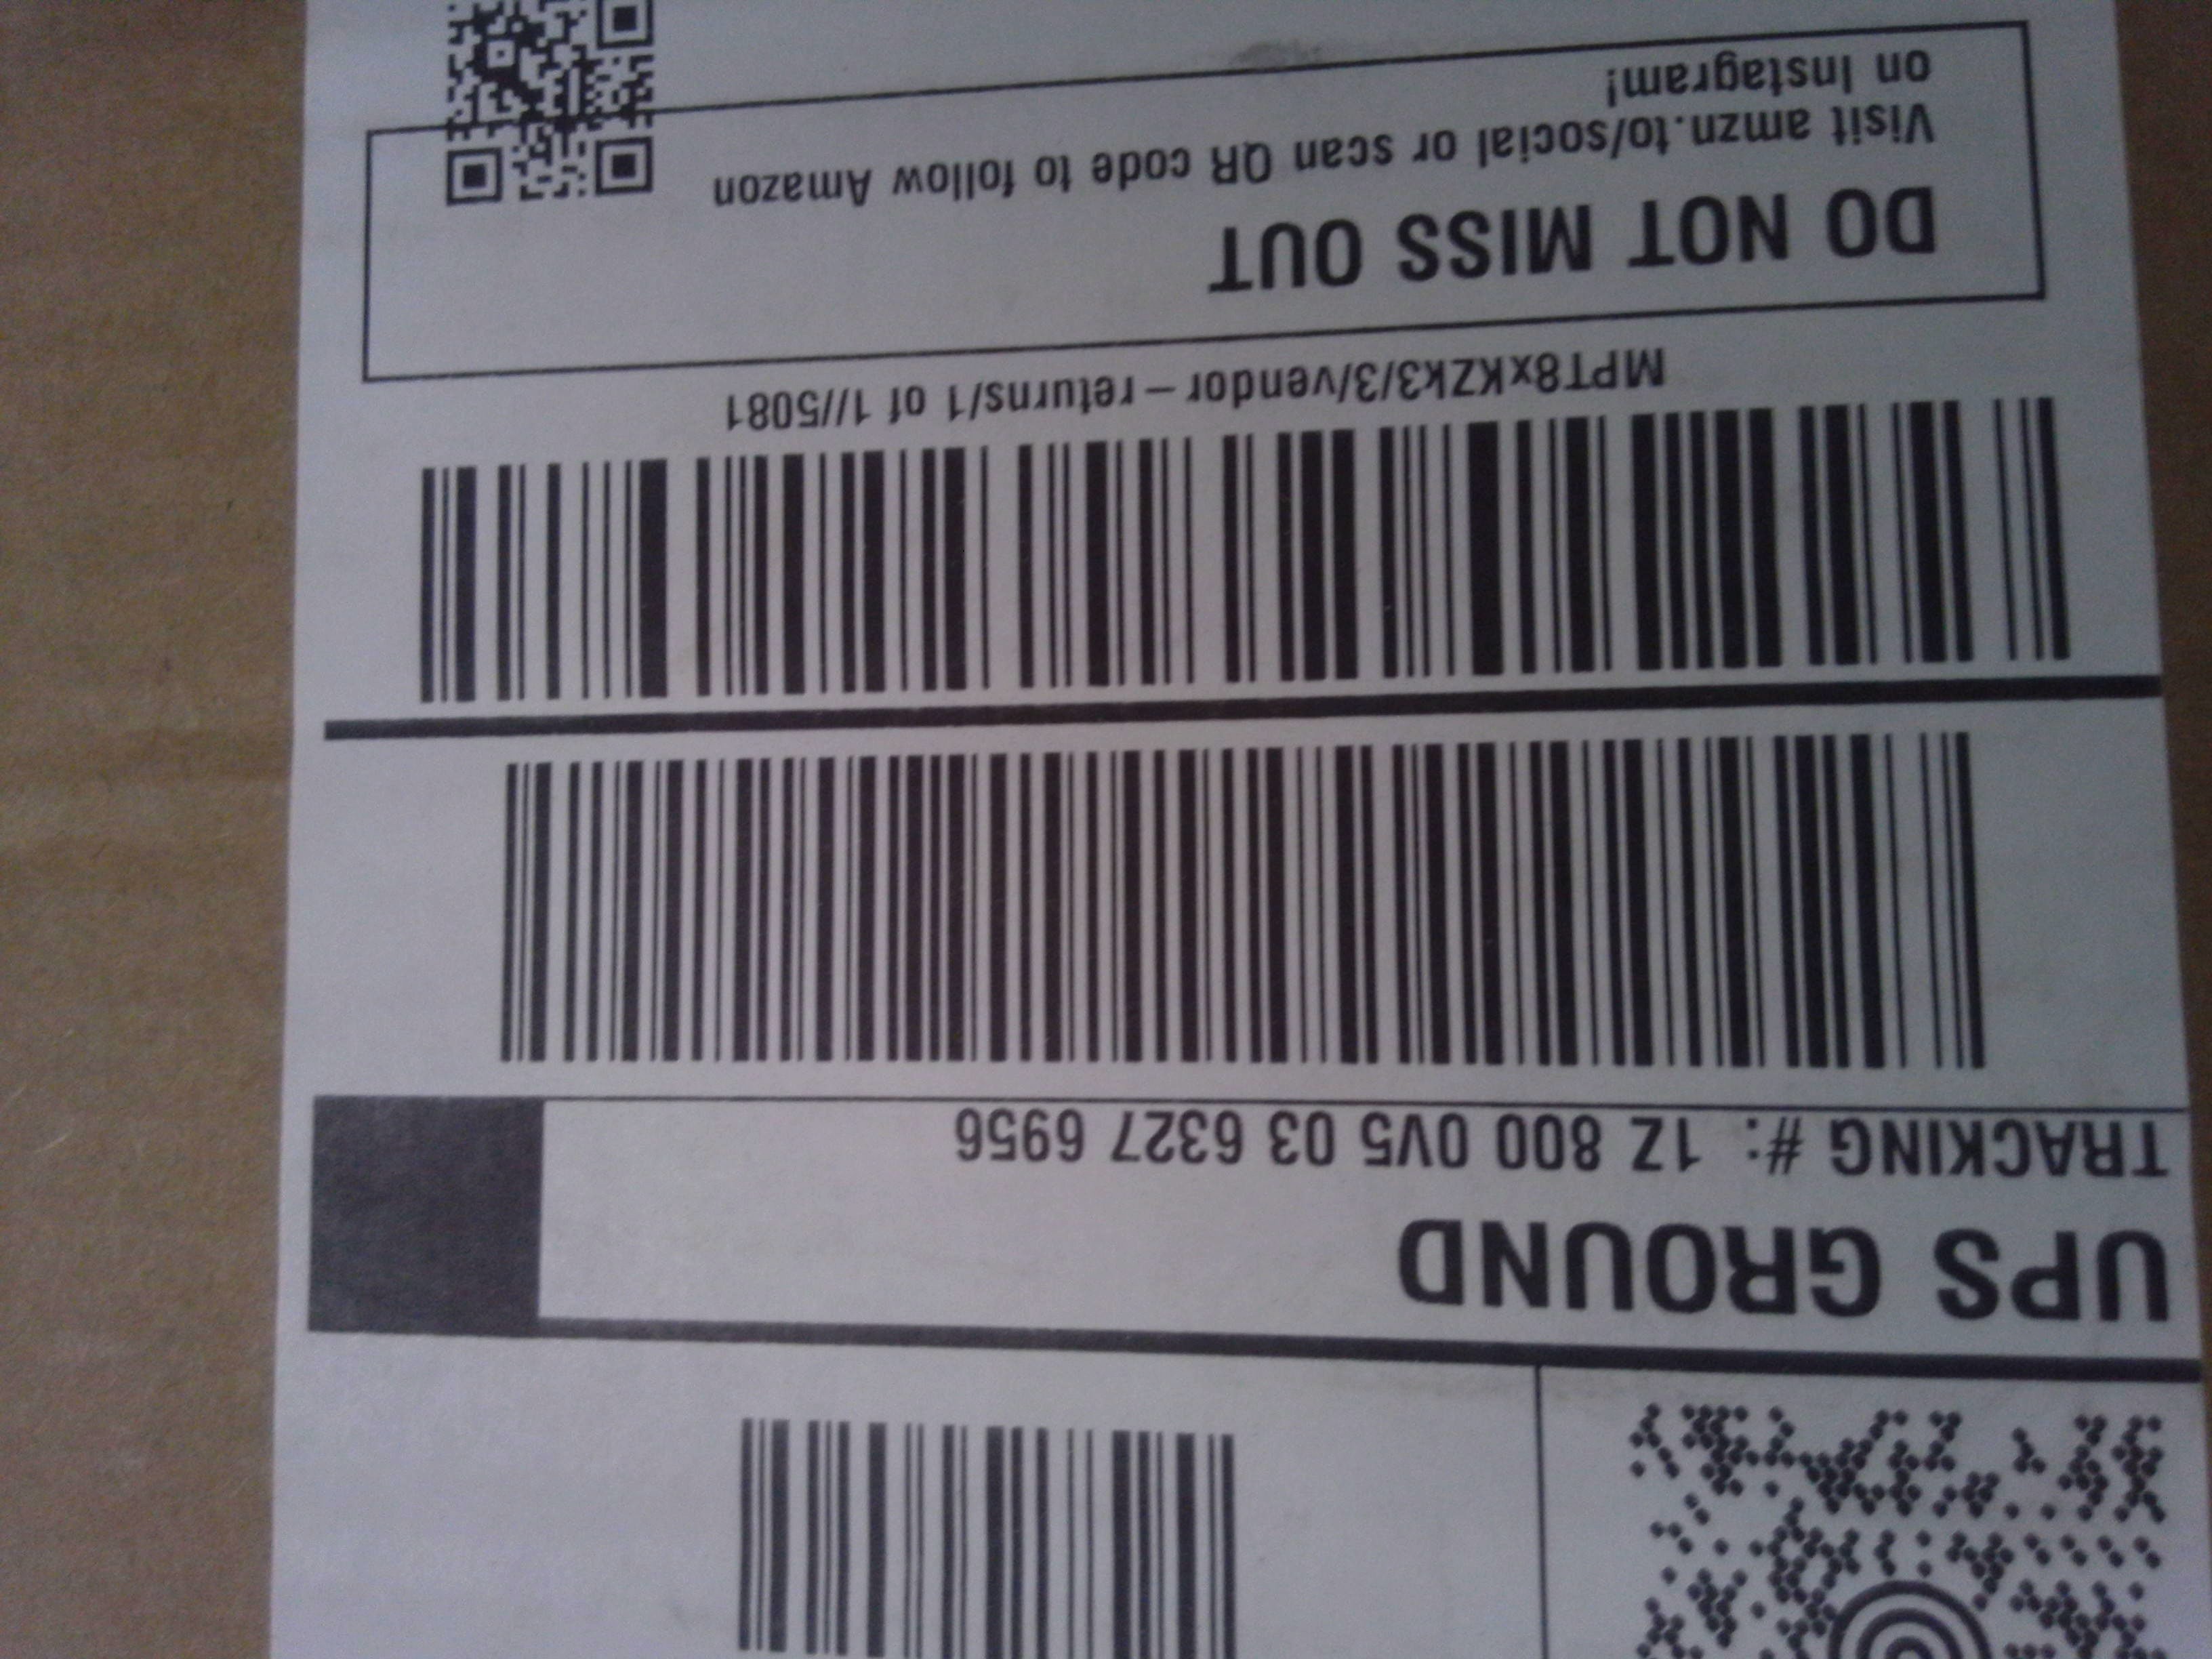 UPS GROUND
TRACKING #: 1Z 800 0V5 03 6327 6956
MPT8xKZk3/3/vendor-returns/1 of 1//5081
DO NOT MISS OUT
Visit amzn.to/social or scan QR code to follow Amazon
on Instagram!